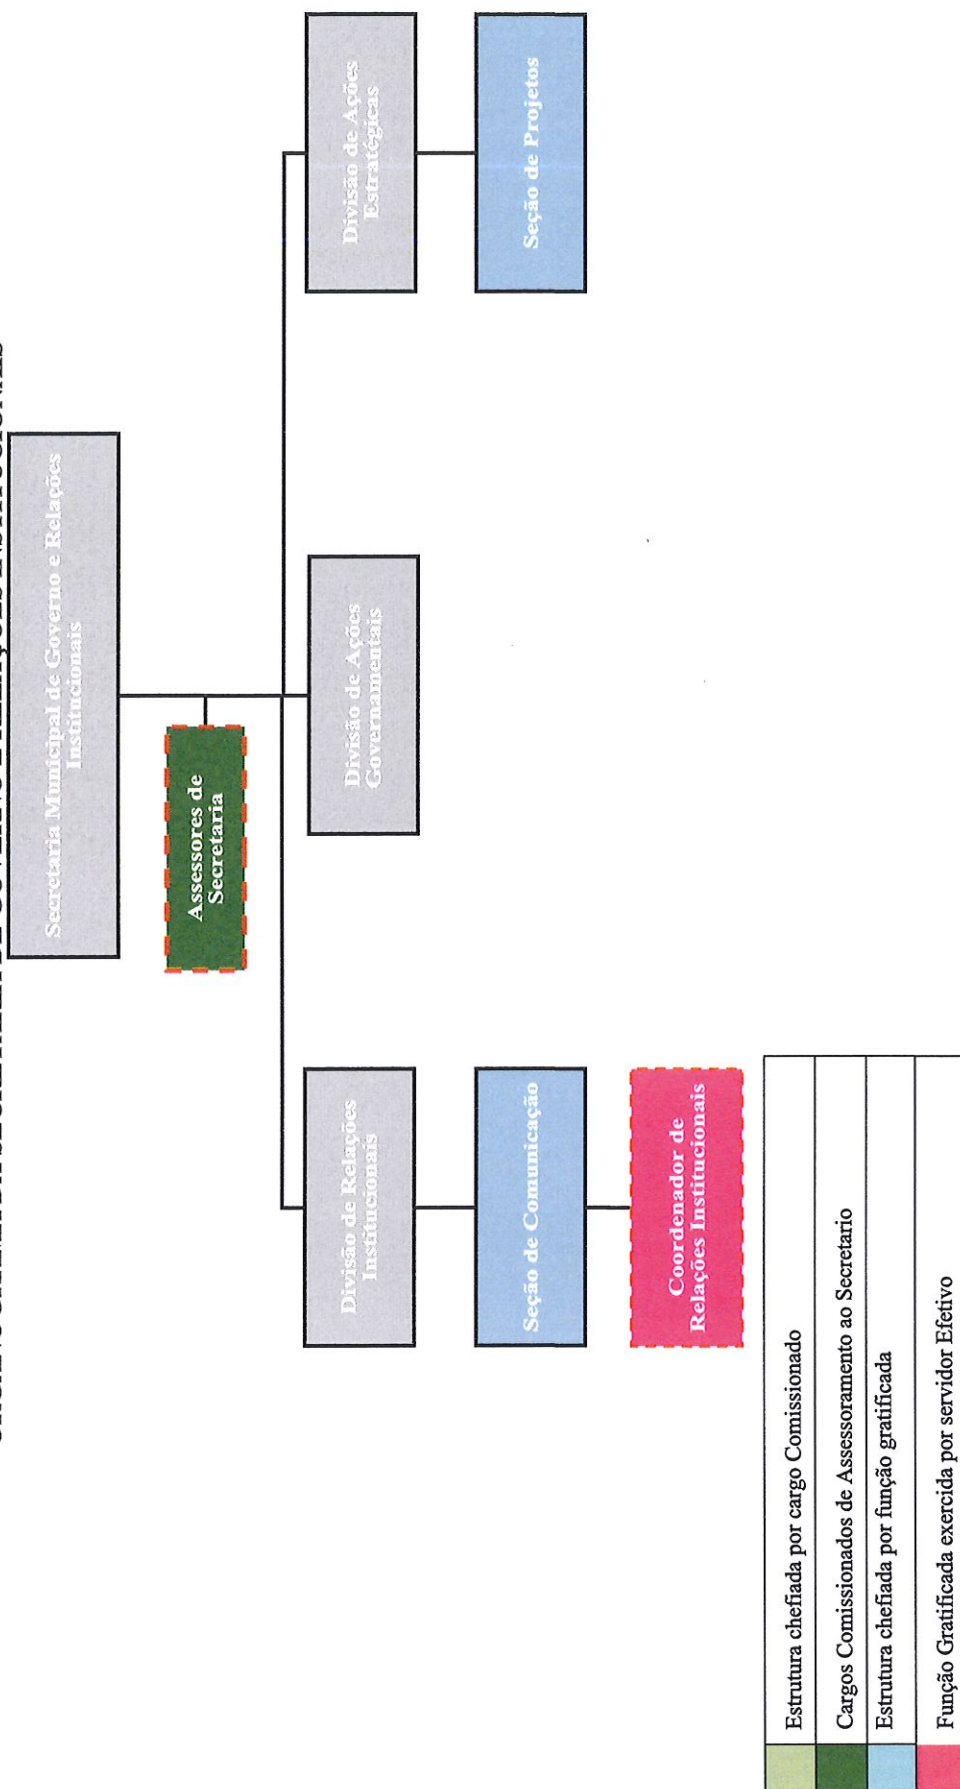 Secretaria Municipal de Governo e Relações
Institucionais
Assessores de
Secretaria
Divisão de Relações
Institucionais
Divisão de Ações
Governamentais
Divisão de Ações
Estratégicas
Seção de Comunicação
Seção de Projetos
Coordenador de
Relações Institucionais
Estrutura chefiada por cargo Comissionado
Cargos Comissionados de Assessoramento ao Secretario
Estrutura chefiada por função gratificada
Função Gratificada exercida por servidor Efetivo